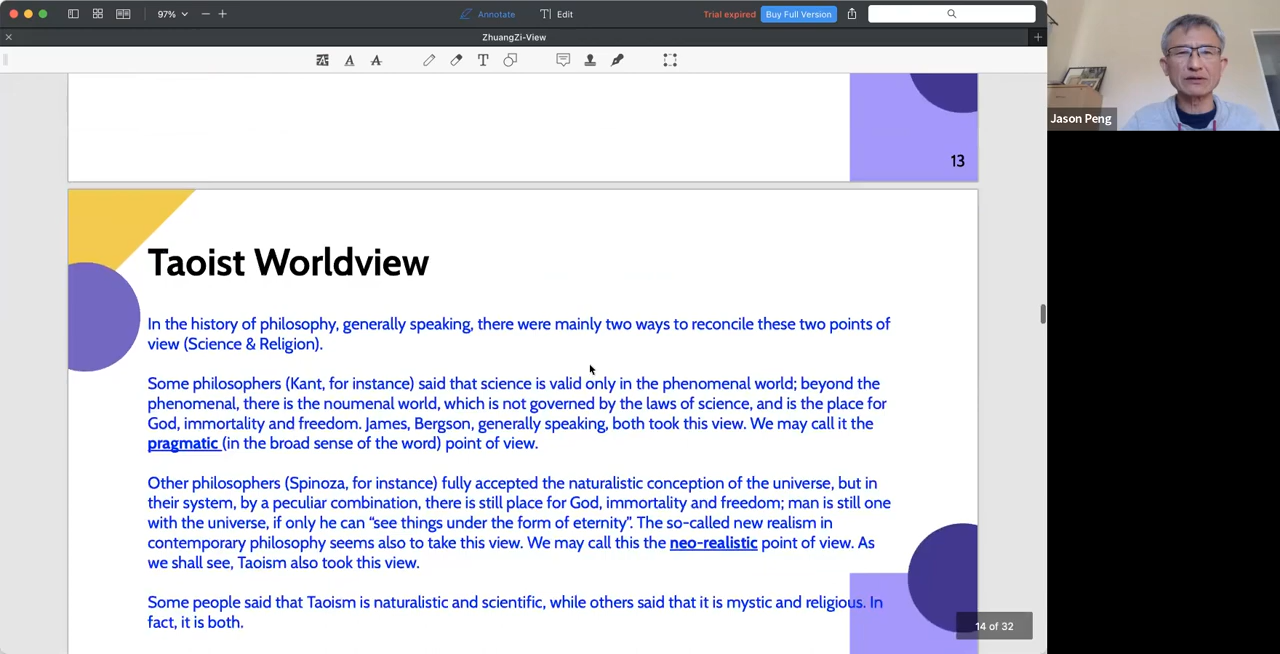 97%
Annotate
Edit
Trial expired
Buy Full Version
ZhuangZi-View
Jason Peng
13
Taoist Worldview
In the history of philosophy, generally speaking, there were mainly two ways to reconcile these two points of
view (Science & Religion).
Some philosophers (Kant, for instance) said that science is valid only in the phenomenal world; beyond the
phenomenal, there is the noumenal world, which is not governed by the laws of science, and is the place for
God, immortality and freedom. James, Bergson, generally speaking, both took this view. We may call it the
pragmatic (in the broad sense of the word) point of view.
Other philosophers (Spinoza, for instance) fully accepted the naturalistic conception of the universe, but in
their system, by a peculiar combination, there is still place for God, immortality and freedom; man is still one
with the universe, if only he can “see things under the form of eternity”. The so-called new realism in
contemporary philosophy seems also to take this view. We may call this the neo-realistic point of view. As
we shall see, Taoism also took this view.
Some people said that Taoism is naturalistic and scientific, while others said that it is mystic and religious. In
fact, it is both.
14 of 32